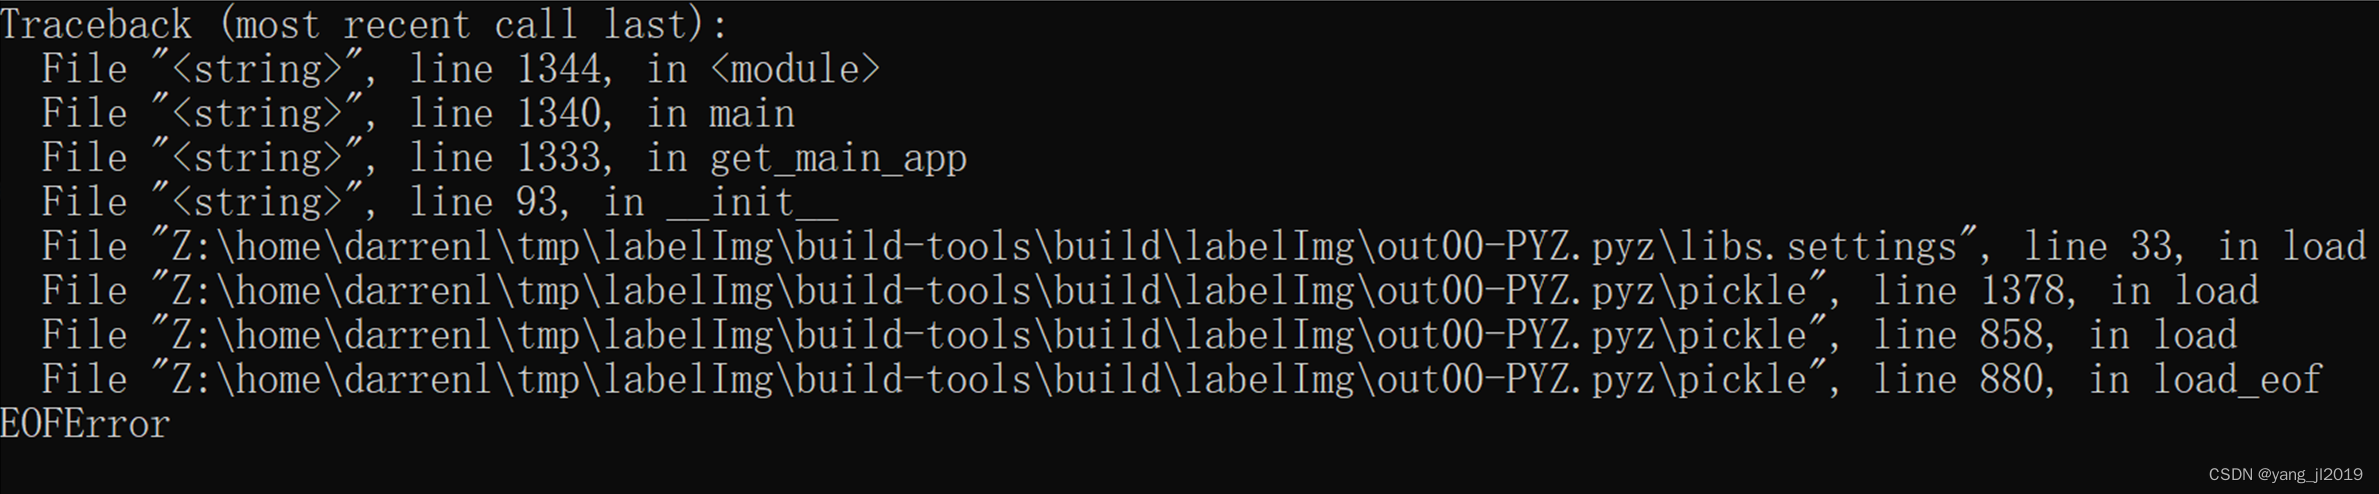 Traceback (most recent call last):
  File "<string>", line 1344, in <module>
  File "<string>", line 1340, in main
  File "<string>", line 1333, in get_main_app
  File "<string>", line 93, in __init__
  File "Z:\home\darrenl\tmp\labelImg\build-tools\build\labelImg\out00-PYZ.pyz\libs.settings", line 33, in load
  File "Z:\home\darrenl\tmp\labelImg\build-tools\build\labelImg\out00-PYZ.pyz\pickle", line 1378, in load
  File "Z:\home\darrenl\tmp\labelImg\build-tools\build\labelImg\out00-PYZ.pyz\pickle", line 858, in load
  File "Z:\home\darrenl\tmp\labelImg\build-tools\build\labelImg\out00-PYZ.pyz\pickle", line 880, in load_eof
EOFError
CSDN @yang_jl2019